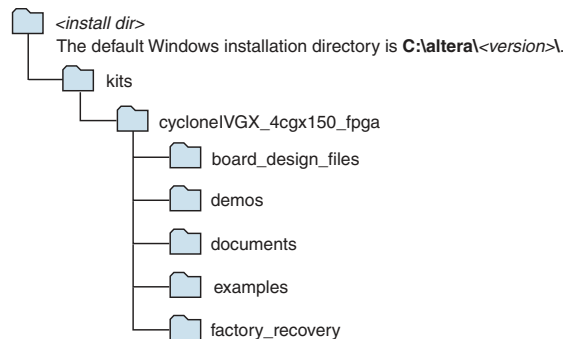 <install dir>
The default Windows installation directory is C:\altera\<version>\.
kits
cycloneIVGX_4cgx150_fpga
board_design_files
demos
documents
examples
factory_recovery